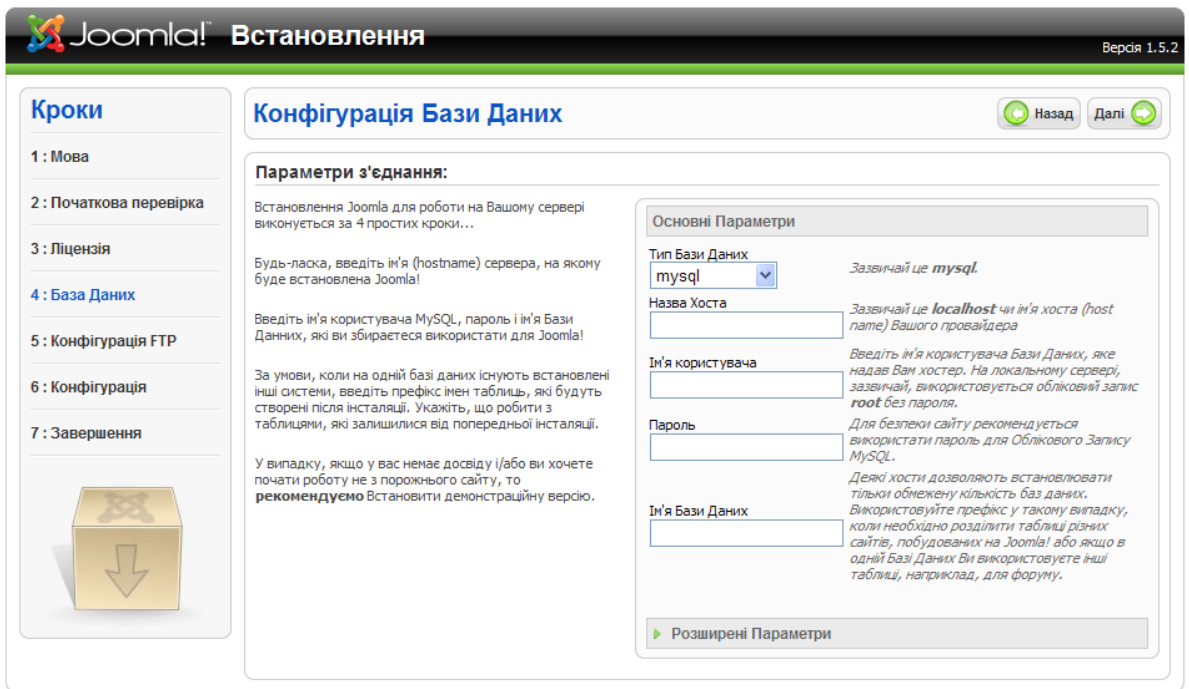 Joomla!™ Встановлення
Версія 1.5.2
Кроки
1 : Мова
2 : Початкова перевірка
3 : Ліцензія
4 : База Даних
5 : Конфігурація FTP
6 : Конфігурація
7 : Завершення
Конфігурація Бази Даних
Назад
Далі
Параметри з'єднання:
Встановлення Joomla для роботи на Вашому сервері
виконується за 4 простих кроки...
Будь-ласка, введіть ім'я (hostname) сервера, на якому
буде встановлена Joomla!
Введіть ім'я користувача MySQL, пароль і ім'я Бази
Данних, які ви збираєтеся використати для Joomla!
За умови, коли на одній базі даних існують встановлені
інші системи, введіть префікс імен таблиць, які будуть
створені після інсталяції. Укажіть, що робити з
таблицями, які залишилися від попередньої інсталяції.
У випадку, якщо у вас немає досвіду і/або ви хочете
почати роботу не з порожнього сайту, то
рекомендуємо Встановити демонстраційну версію.
Основні Параметри
Тип Бази Даних
mysql
Зазвичай це mysql.
Назва Хоста
Зазвичай це localhost чи ім'я хоста (host
name) Вашого провайдера
Ім'я користувача
Введіть ім'я користувача Бази Даних, яке
надав Вам хостер. На локальному сервері,
зазвичай, використовується обліковий запис
root без пароля.
Пароль
Для безпеки сайту рекомендується
використати пароль для Облікового Запису
MySQL.
Ім'я Бази Даних
Деякі хости дозволяють встановлювати
тільки обмежену кількість баз даних.
Використовуйте префікс у такому випадку,
коли необхідно розділити таблиці різних
сайтів, побудованих на Joomla! або якщо в
одній Базі Даних Ви використовуєте інші
таблиці, наприклад, для форуму.
Розширені Параметри